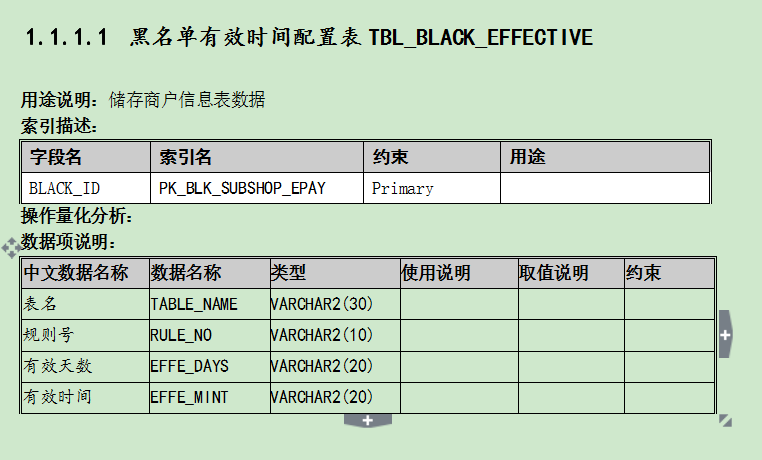 1.1.1.1 黑名单有效时间配置表 TBL_BLACK_EFFECTIVE
用途说明: 储存商户信息表数据
索引描述:
字段名 索引名 约束 用途
BLACK_ID PK_BLK_SUBSHOP_EPAY Primary
操作量化分析:
数据项说明:
中文数据名称 数据名称 类型 使用说明 取值说明 约束
表名 TABLE_NAME VARCHAR2(30)
规则号 RULE_NO VARCHAR2(10)
有效天数 EFFE_DAYS VARCHAR2(20)
有效时间 EFFE_MINT VARCHAR2(20)